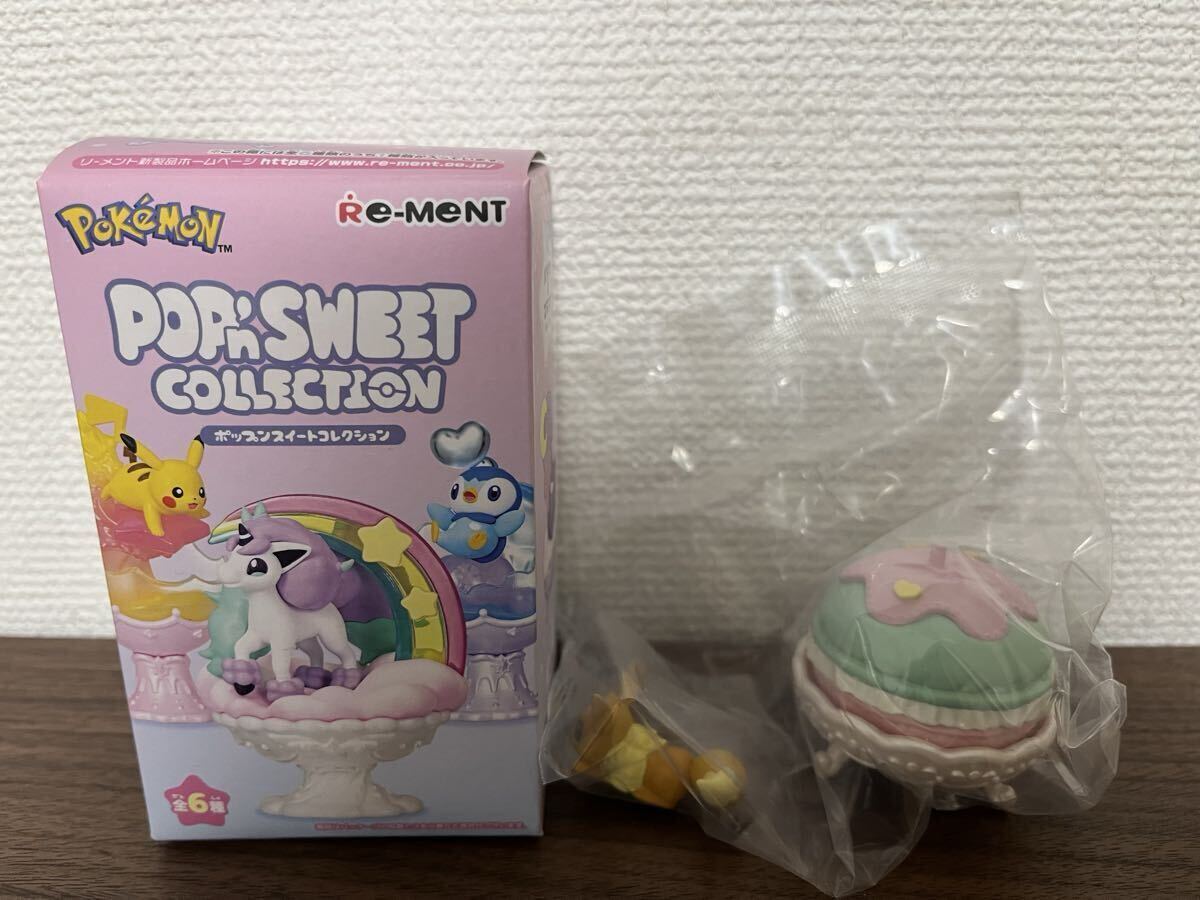 リーメント新製品ホームページ https://www.re-ment.co.jp/
POKéMON™
Re-MeNT
POP'n SWEET
COLLECTION
ポップンスイートコレクション
全6種